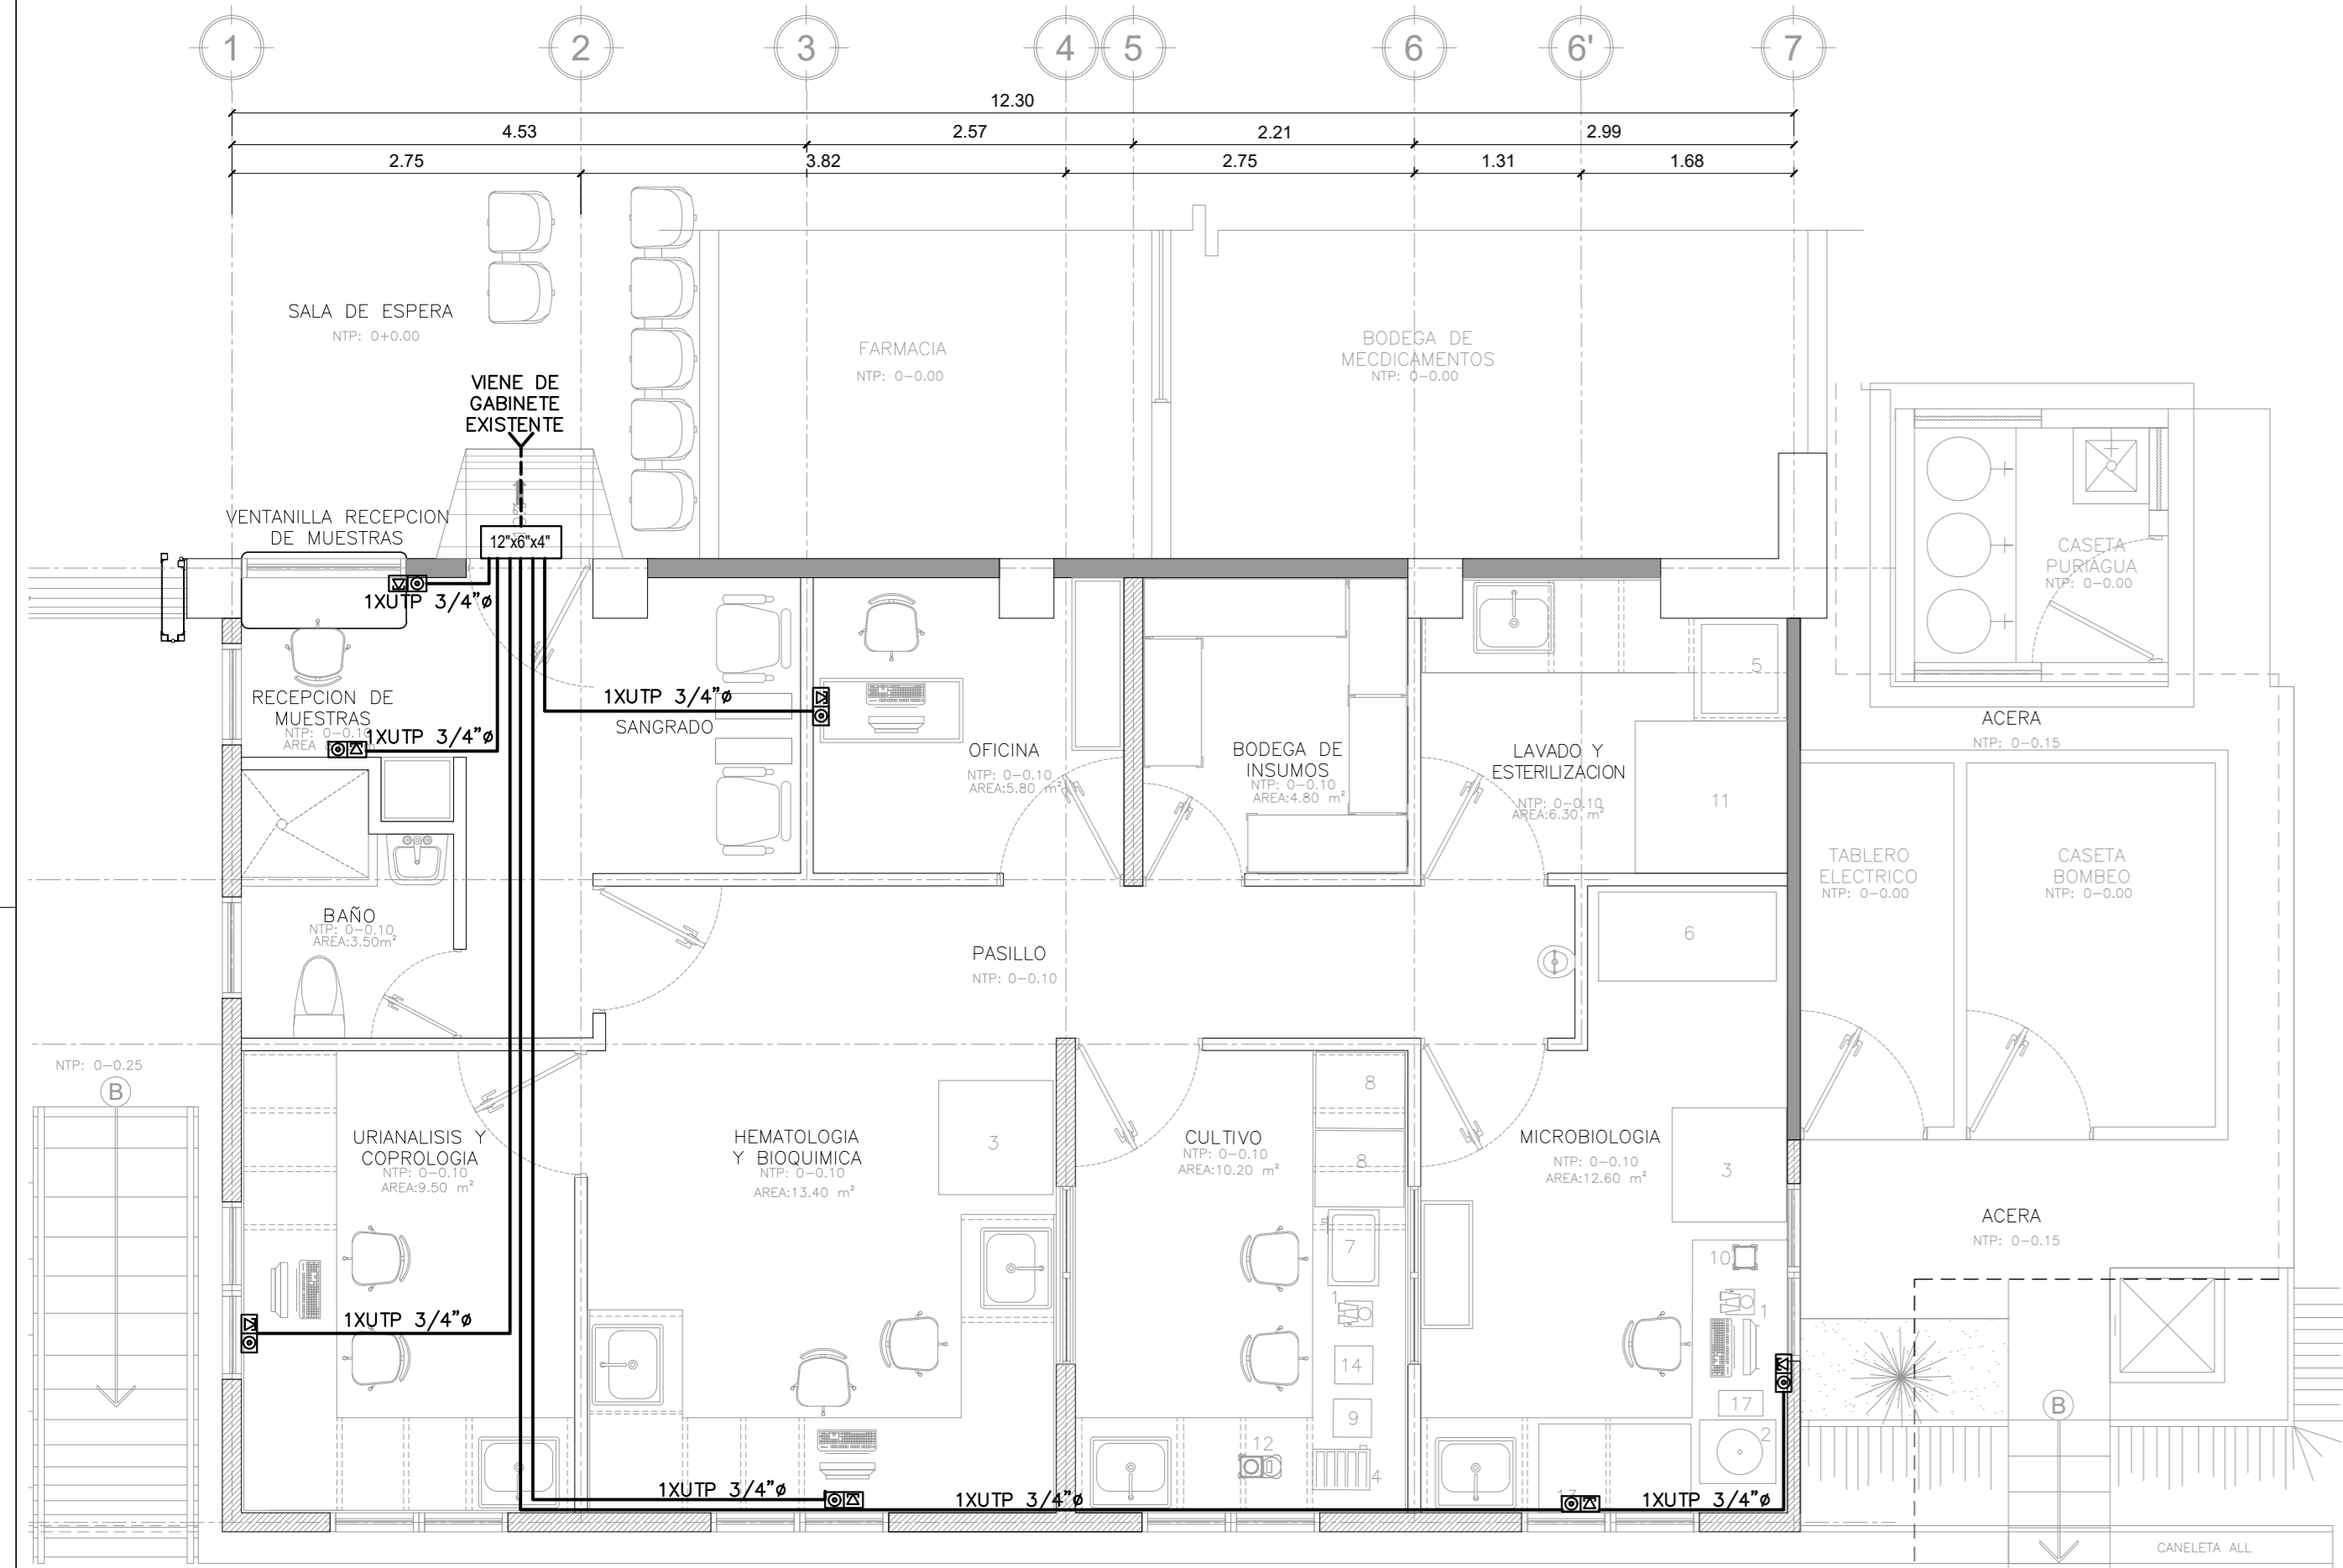 1 2 3 4 5 6 6' 7
12.30
4.53 2.57 2.21 2.99
2.75 3.82 2.75 1.31 1.68
SALA DE ESPERA
NTP: 0+0.00
FARMACIA
NTP: 0-0.00
BODEGA DE
MECDICAMENTOS
NTP: 0-0.00
VIENE DE
GABINETE
EXISTENTE
VENTANILLA RECEPCION
DE MUESTRAS
12"x6"x4"
1XUTP 3/4"ø
CASETA
PURIAGUA
NTP: 0-0.00
RECEPCION DE
MUESTRAS
NTP: 0-0.10
AREA
1XUTP 3/4"ø
1XUTP 3/4"ø
SANGRADO
OFICINA
NTP: 0-0.10
AREA:5.80 m²
BODEGA DE
INSUMOS
NTP: 0-0.10
AREA:4.80 m²
LAVADO Y
ESTERILIZACION
NTP: 0-0.10
AREA:6.30 m²
5
11
ACERA
NTP: 0-0.15
TABLERO
ELECTRICO
NTP: 0-0.00
CASETA
BOMBEO
NTP: 0-0.00
BAÑO
NTP: 0-0.10
AREA:3.50m²
PASILLO
NTP: 0-0.10
6
NTP: 0-0.25
B
URIANALISIS Y
COPROLOGIA
NTP: 0-0.10
AREA:9.50 m²
HEMATOLOGIA
Y BIOQUIMICA
NTP: 0-0.10
AREA:13.40 m²
3
CULTIVO
NTP: 0-0.10
AREA:10.20 m²
8
8
7
1
14
9
12
4
MICROBIOLOGIA
NTP: 0-0.10
AREA:12.60 m²
3
10
1
17
2
ACERA
NTP: 0-0.15
B
1XUTP 3/4"ø
1XUTP 3/4"ø
1XUTP 3/4"ø
1XUTP 3/4"ø
CANELETA ALL